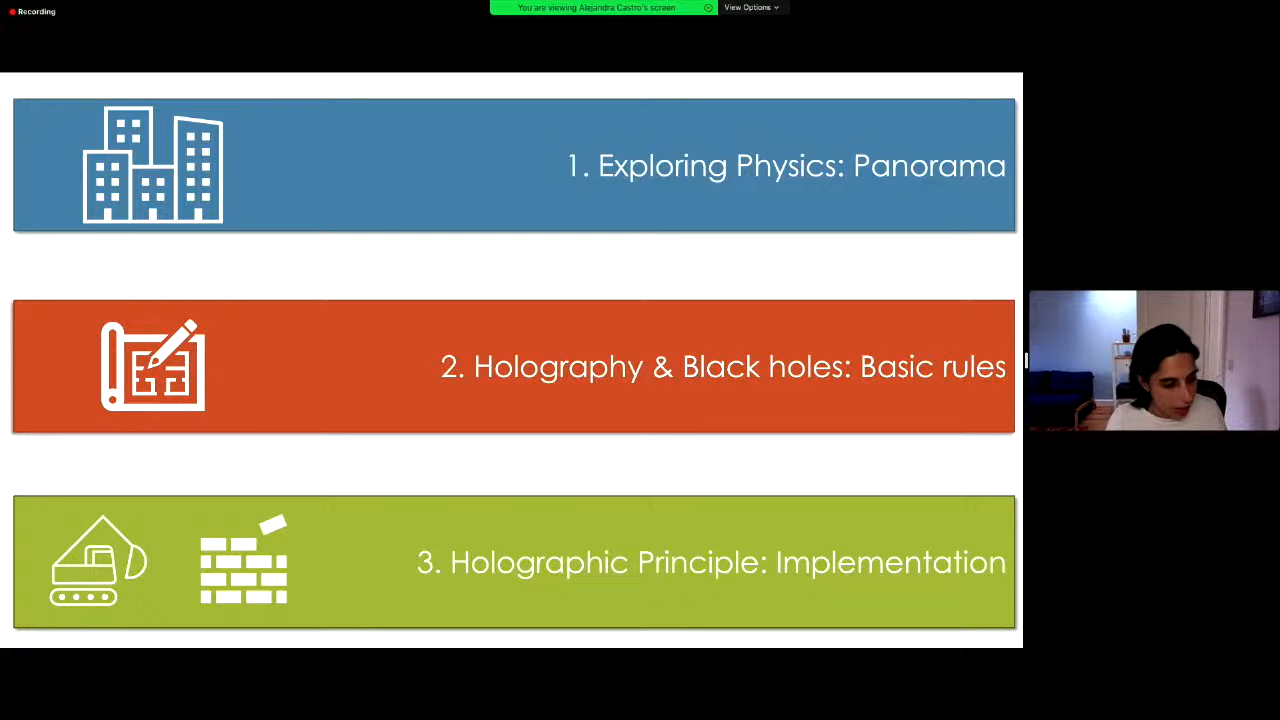 Recording
You are viewing Alejandra Castro's screen
View Options
1. Exploring Physics: Panorama
2. Holography & Black holes: Basic rules
3. Holographic Principle: Implementation